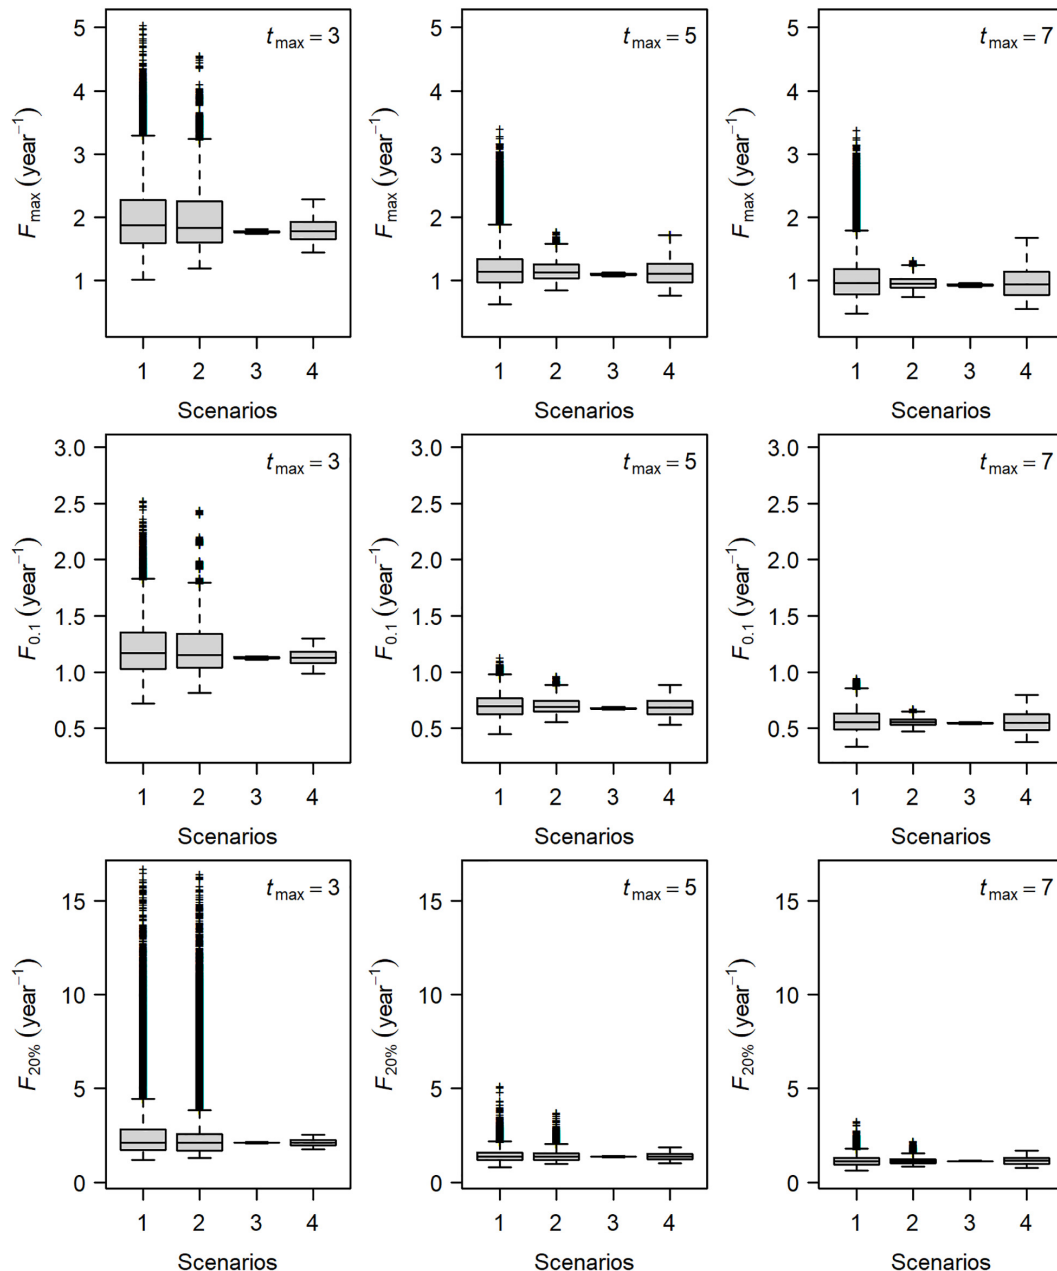 5
4
3
2
1
F_max (year⁻¹)
t_max = 3
1 2 3 4
Scenarios
5
4
3
2
1
F_max (year⁻¹)
t_max = 5
1 2 3 4
Scenarios
5
4
3
2
1
F_max (year⁻¹)
t_max = 7
1 2 3 4
Scenarios
3.0
2.5
2.0
1.5
1.0
0.5
F_0.1 (year⁻¹)
t_max = 3
1 2 3 4
Scenarios
3.0
2.5
2.0
1.5
1.0
0.5
F_0.1 (year⁻¹)
t_max = 5
1 2 3 4
Scenarios
3.0
2.5
2.0
1.5
1.0
0.5
F_0.1 (year⁻¹)
t_max = 7
1 2 3 4
Scenarios
15
10
5
0
F_20% (year⁻¹)
t_max = 3
1 2 3 4
Scenarios
15
10
5
0
F_20% (year⁻¹)
t_max = 5
1 2 3 4
Scenarios
15
10
5
0
F_20% (year⁻¹)
t_max = 7
1 2 3 4
Scenarios